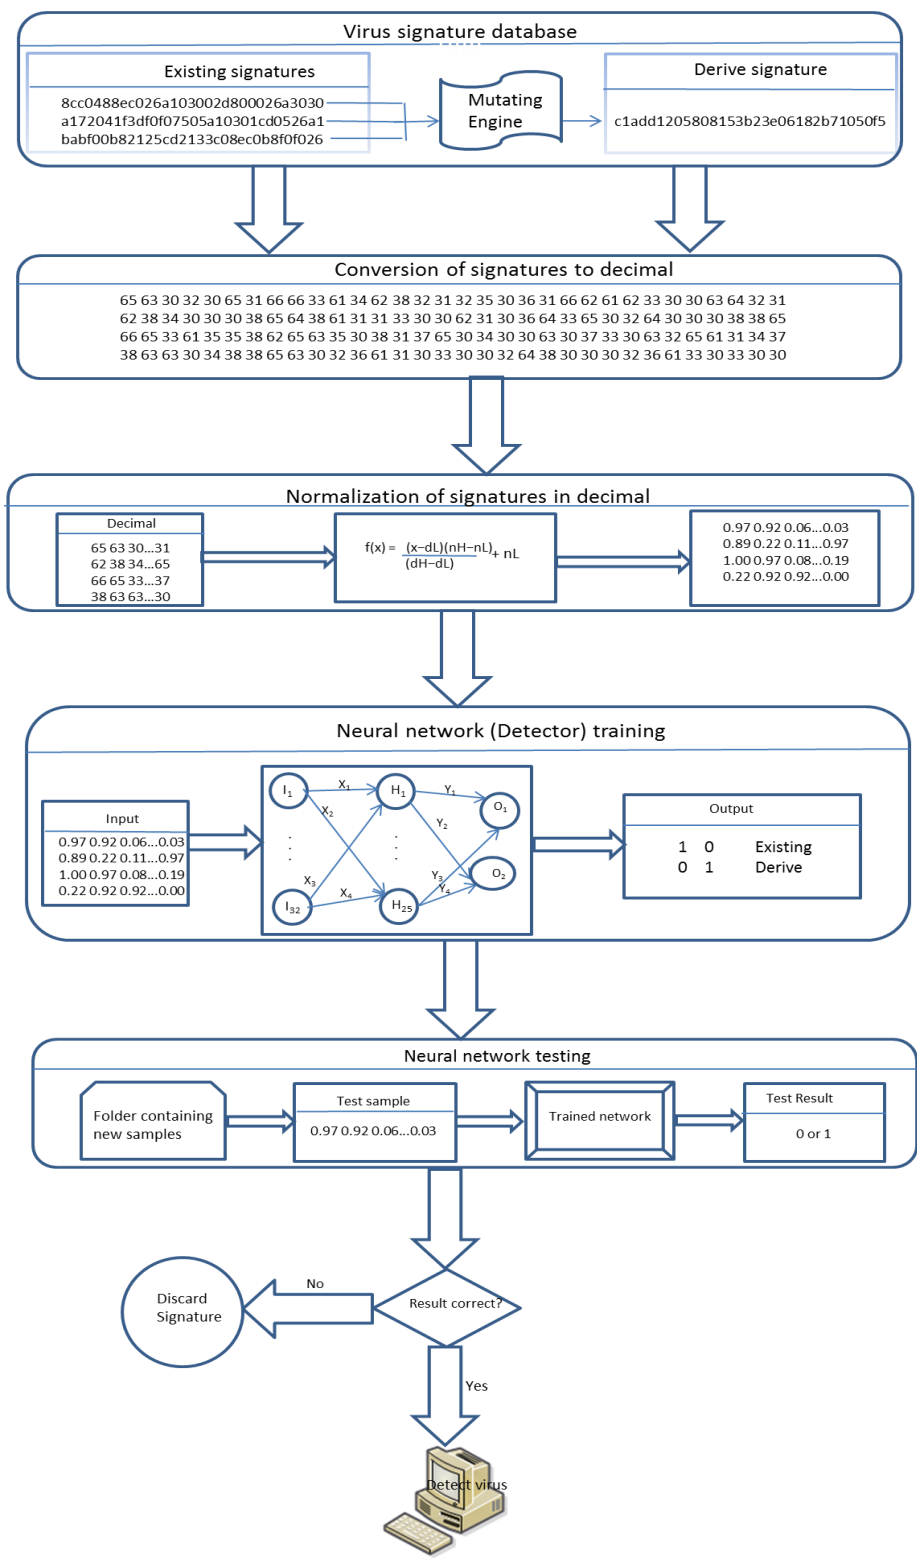 Virus signature database
Existing signatures
8cc0488ec026a103002d800026a3030
a172041f3df0f07505a10301cd0526a1
babf00b82125cd2133c08ec0b8f0f026
Mutating
Engine
Derive signature
c1add1205808153b23e06182b71050f5
Conversion of signatures to decimal
65 63 30 32 30 65 31 66 66 33 61 34 62 38 32 31 32 35 30 36 31 66 62 61 62 33 30 30 63 64 32 31
62 38 34 30 30 30 38 65 64 38 61 31 31 33 30 30 62 31 30 36 64 33 65 30 32 64 30 30 30 38 38 65
66 65 33 61 35 35 38 62 65 63 35 30 38 31 37 65 30 34 30 30 63 30 37 33 30 63 32 65 61 31 34 37
38 63 63 30 34 38 38 65 63 30 32 36 61 31 30 33 30 30 32 64 38 30 30 30 32 36 61 33 30 33 30 30
Normalization of signatures in decimal
Decimal
65 63 30...31
62 38 34...65
66 65 33...37
38 63 63...30
f(x) = (x−dL)(nH−nL) + nL
(dH−dL)
0.97 0.92 0.06...0.03
0.89 0.22 0.11...0.97
1.00 0.97 0.08...0.19
0.22 0.92 0.92...0.00
Neural network (Detector) training
Input
0.97 0.92 0.06...0.03
0.89 0.22 0.11...0.97
1.00 0.97 0.08...0.19
0.22 0.92 0.92...0.00
I1 X1 H1 Y1 O1
X2 Y2
X3 Y3 O2
I32 X4 H25 Y4
Output
1 0 Existing
0 1 Derive
Neural network testing
Folder containing
new samples
Test sample
0.97 0.92 0.06...0.03
Trained network
Test Result
0 or 1
Result correct?
No
Discard
Signature
Yes
Detect virus